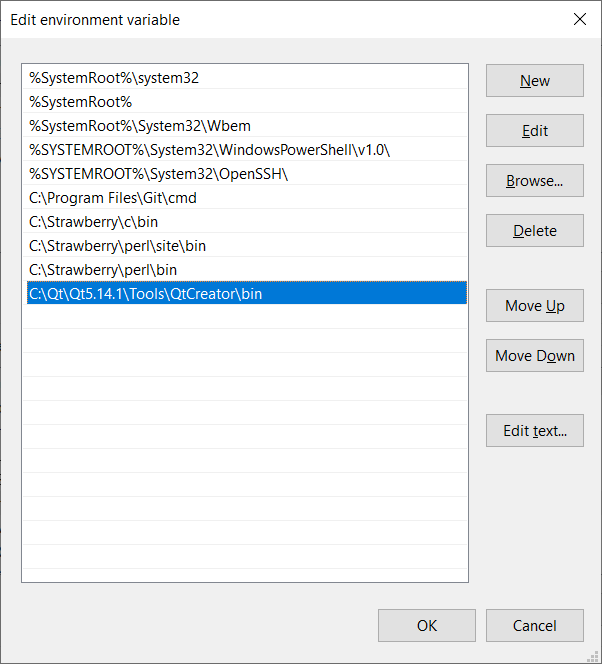 Edit environment variable
%SystemRoot%\system32
%SystemRoot%
%SystemRoot%\System32\Wbem
%SYSTEMROOT%\System32\WindowsPowerShell\v1.0\
%SYSTEMROOT%\System32\OpenSSH\
C:\Program Files\Git\cmd
C:\Strawberry\c\bin
C:\Strawberry\perl\site\bin
C:\Strawberry\perl\bin
C:\Qt\Qt5.14.1\Tools\QtCreator\bin
New
Edit
Browse...
Delete
Move Up
Move Down
Edit text...
OK
Cancel